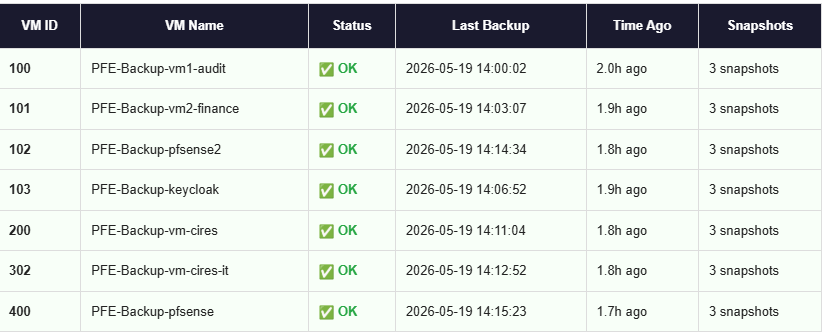 VM ID VM Name Status Last Backup Time Ago Snapshots
100 PFE-Backup-vm1-audit ✅ OK 2026-05-19 14:00:02 2.0h ago 3 snapshots
101 PFE-Backup-vm2-finance ✅ OK 2026-05-19 14:03:07 1.9h ago 3 snapshots
102 PFE-Backup-pfsense2 ✅ OK 2026-05-19 14:14:34 1.8h ago 3 snapshots
103 PFE-Backup-keycloak ✅ OK 2026-05-19 14:06:52 1.9h ago 3 snapshots
200 PFE-Backup-vm-cires ✅ OK 2026-05-19 14:11:04 1.8h ago 3 snapshots
302 PFE-Backup-vm-cires-it ✅ OK 2026-05-19 14:12:52 1.8h ago 3 snapshots
400 PFE-Backup-pfsense ✅ OK 2026-05-19 14:15:23 1.7h ago 3 snapshots